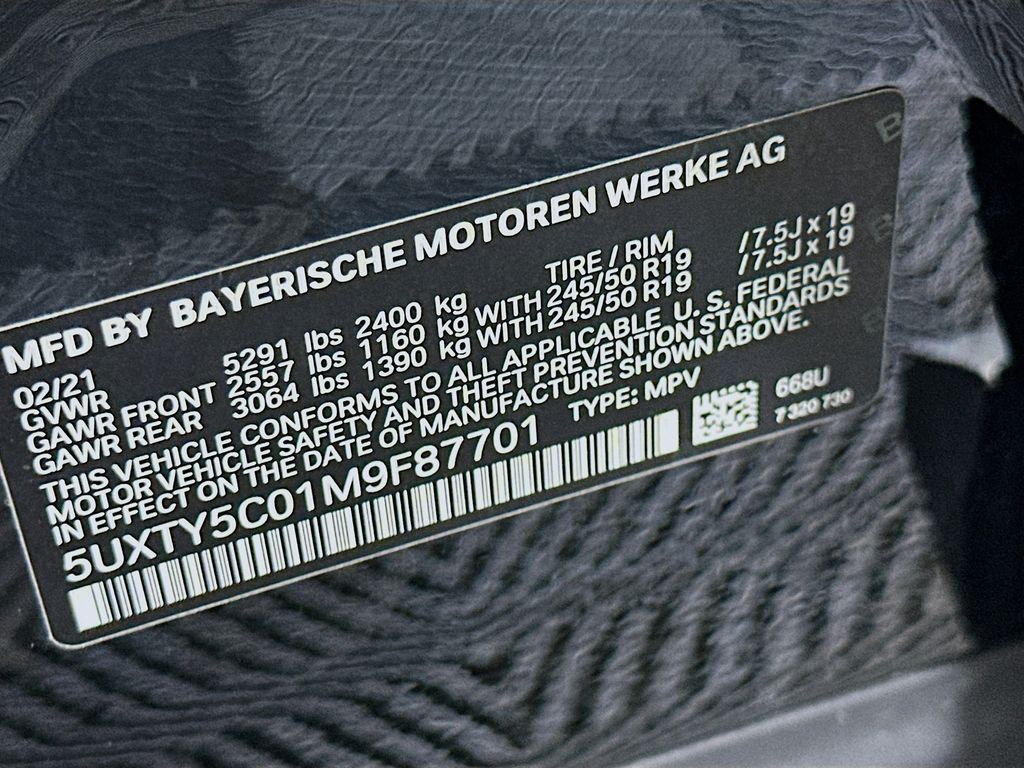 MFD BY BAYERISCHE MOTOREN WERKE AG
02/21 TIRE / RIM
GVWR 5291 lbs 2400 kg
GAWR FRONT 2557 lbs 1160 kg WITH 245/50 R19 / 7.5J x 19
GAWR REAR 3064 lbs 1390 kg WITH 245/50 R19 / 7.5J x 19
THIS VEHICLE CONFORMS TO ALL APPLICABLE U. S. FEDERAL
MOTOR VEHICLE SAFETY AND THEFT PREVENTION STANDARDS
IN EFFECT ON THE DATE OF MANUFACTURE SHOWN ABOVE.
5UXTY5C01M9F87701 TYPE: MPV 668U
7 320 730